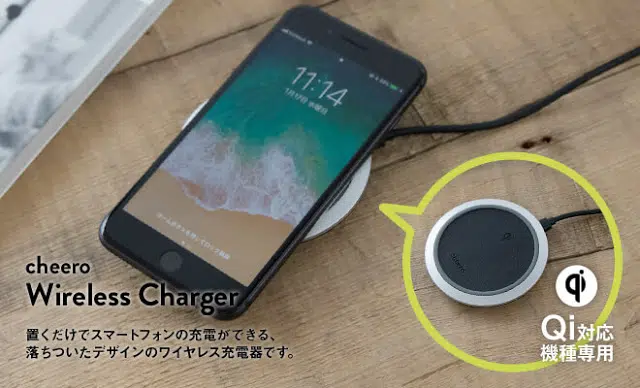 11:14
1月17日 水曜日
cheero
Wireless Charger
置くだけでスマートフォンの充電ができる、
落ちついたデザインのワイヤレス充電器です。
cheero
qi
Qi対応
機種専用